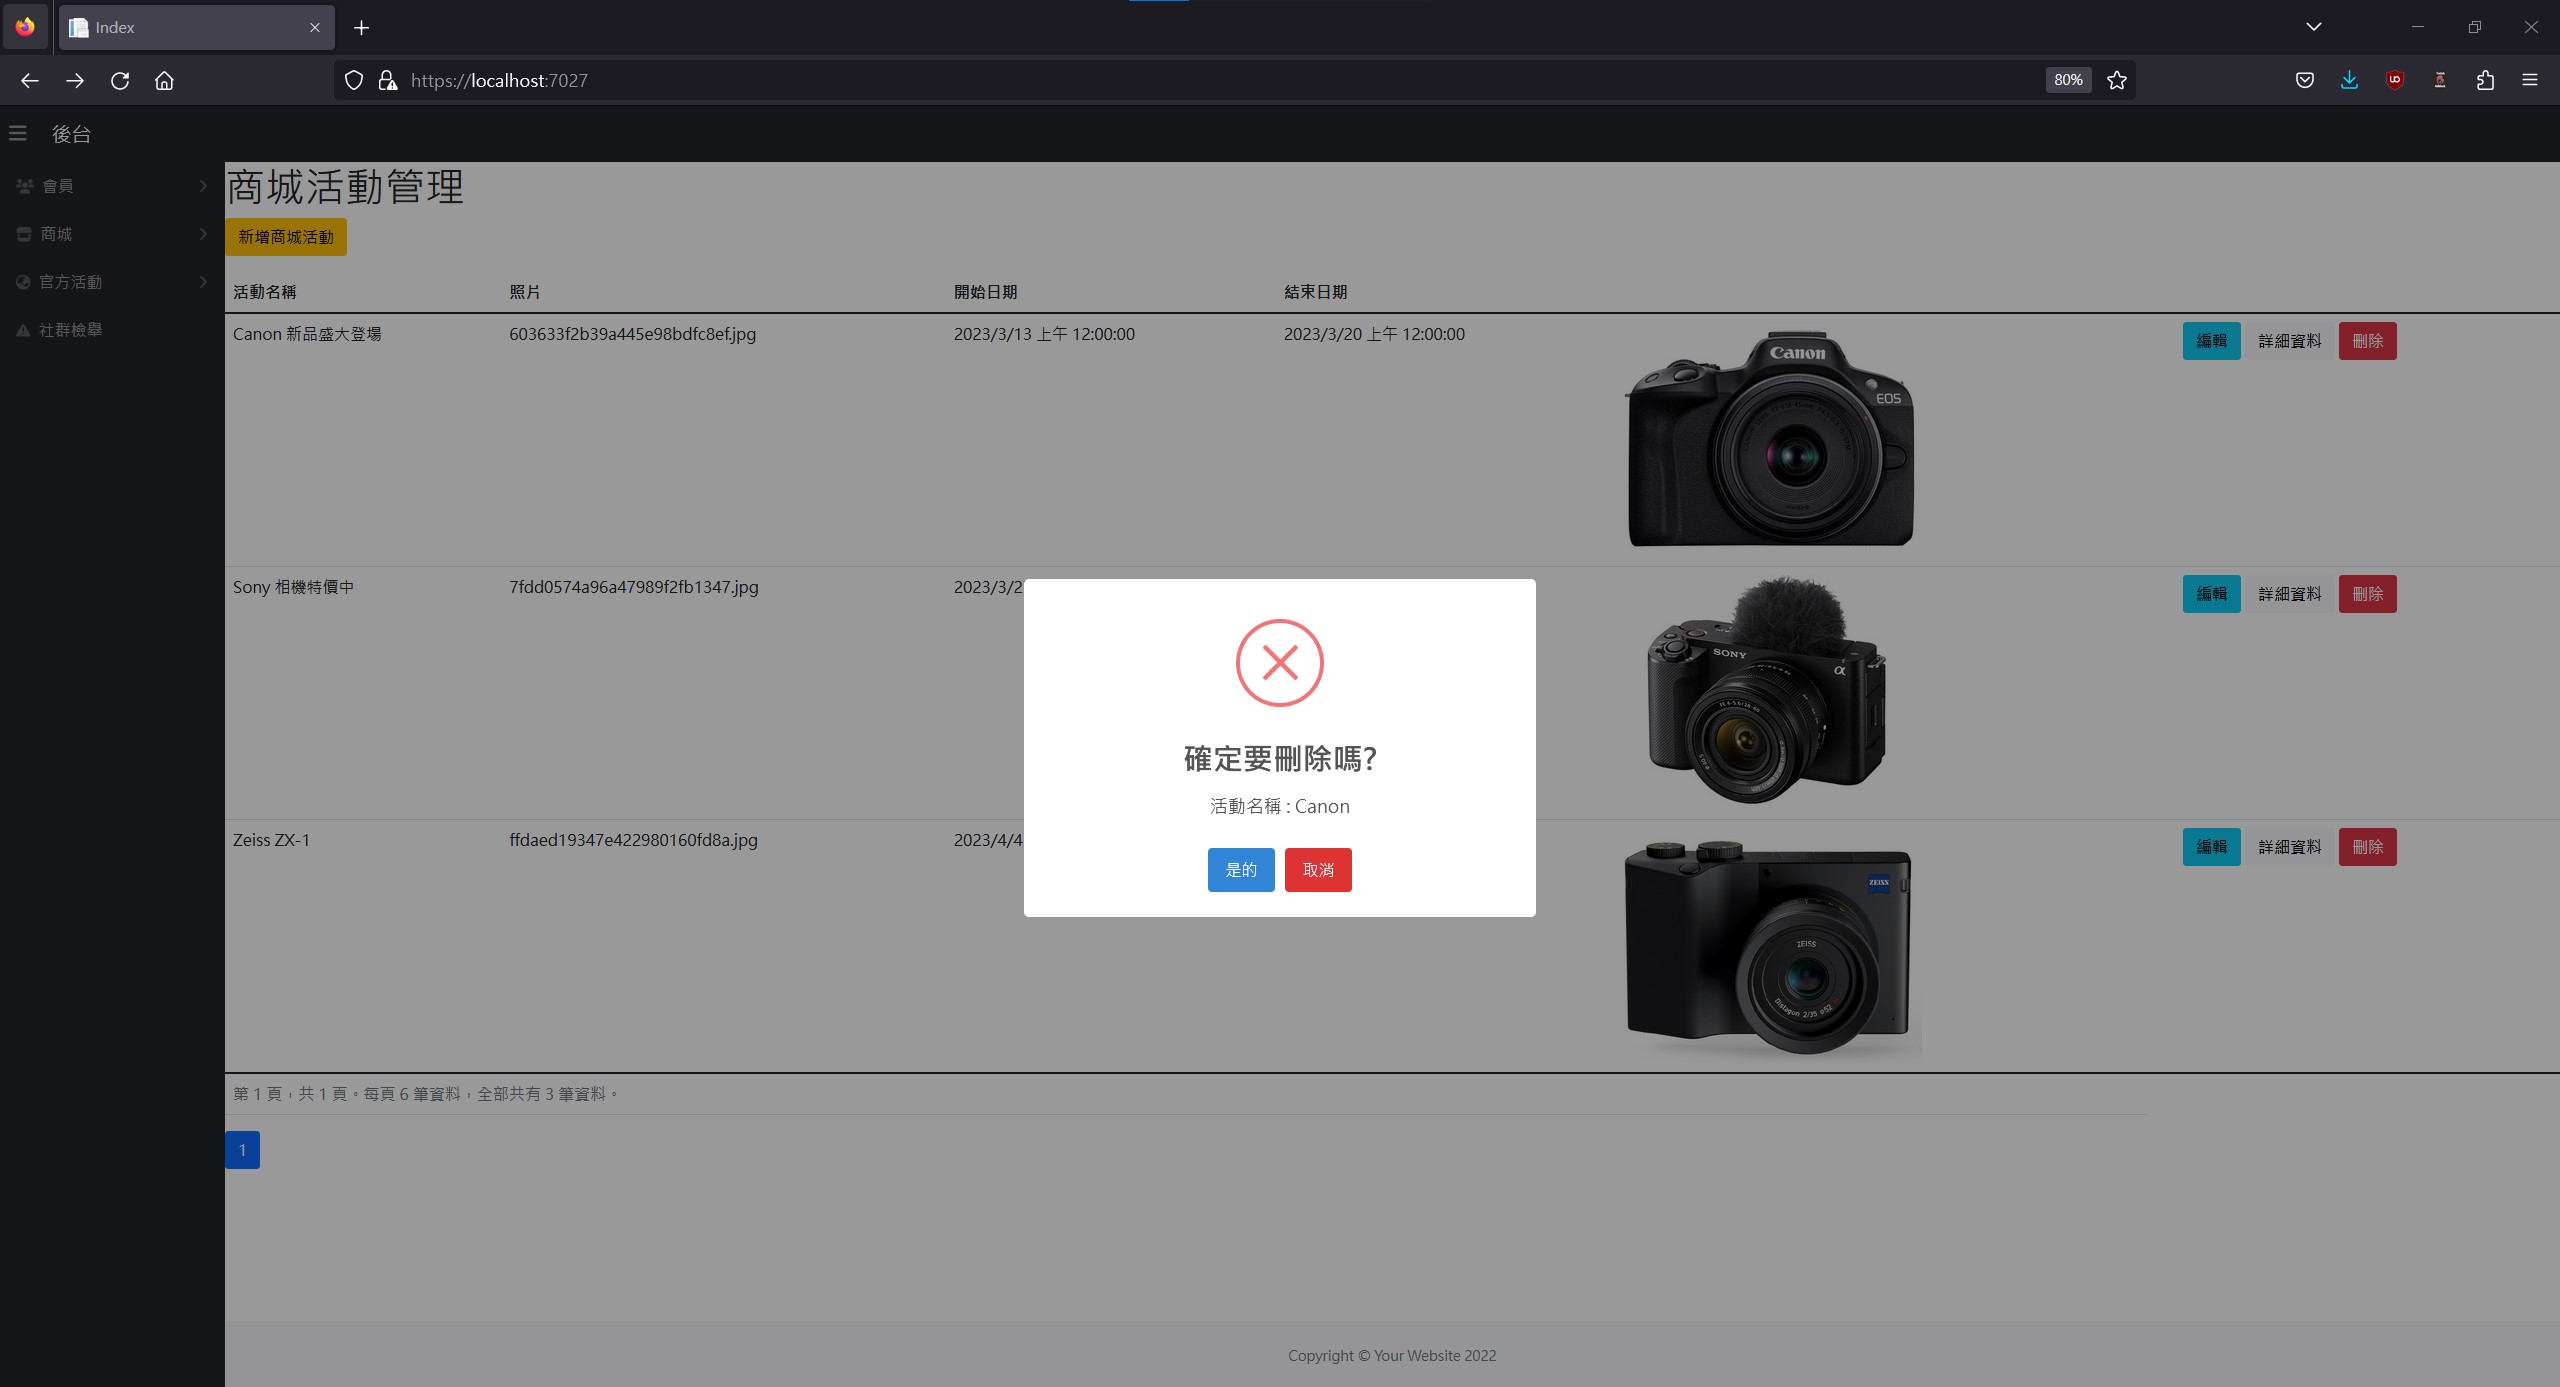 Index
https://localhost:7027
80%
後台
會員
商城
官方活動
社群檢舉
商城活動管理
新增商城活動
活動名稱 照片 開始日期 結束日期
Canon 新品盛大登場 603633f2b39a445e98bdfc8ef.jpg 2023/3/13 上午 12:00:00 2023/3/20 上午 12:00:00 編輯 詳細資料 刪除
Canon
EOS
Sony 相機特價中 7fdd0574a96a47989f2fb1347.jpg 2023/3/2 編輯 詳細資料 刪除
SONY
α
確定要刪除嗎?
活動名稱 : Canon
是的 取消
Zeiss ZX-1 ffdaed19347e422980160fd8a.jpg 2023/4/4 編輯 詳細資料 刪除
ZEISS
ZEISS
Distagon 2/35 ø52
第 1 頁，共 1 頁。每頁 6 筆資料，全部共有 3 筆資料。
1
Copyright © Your Website 2022